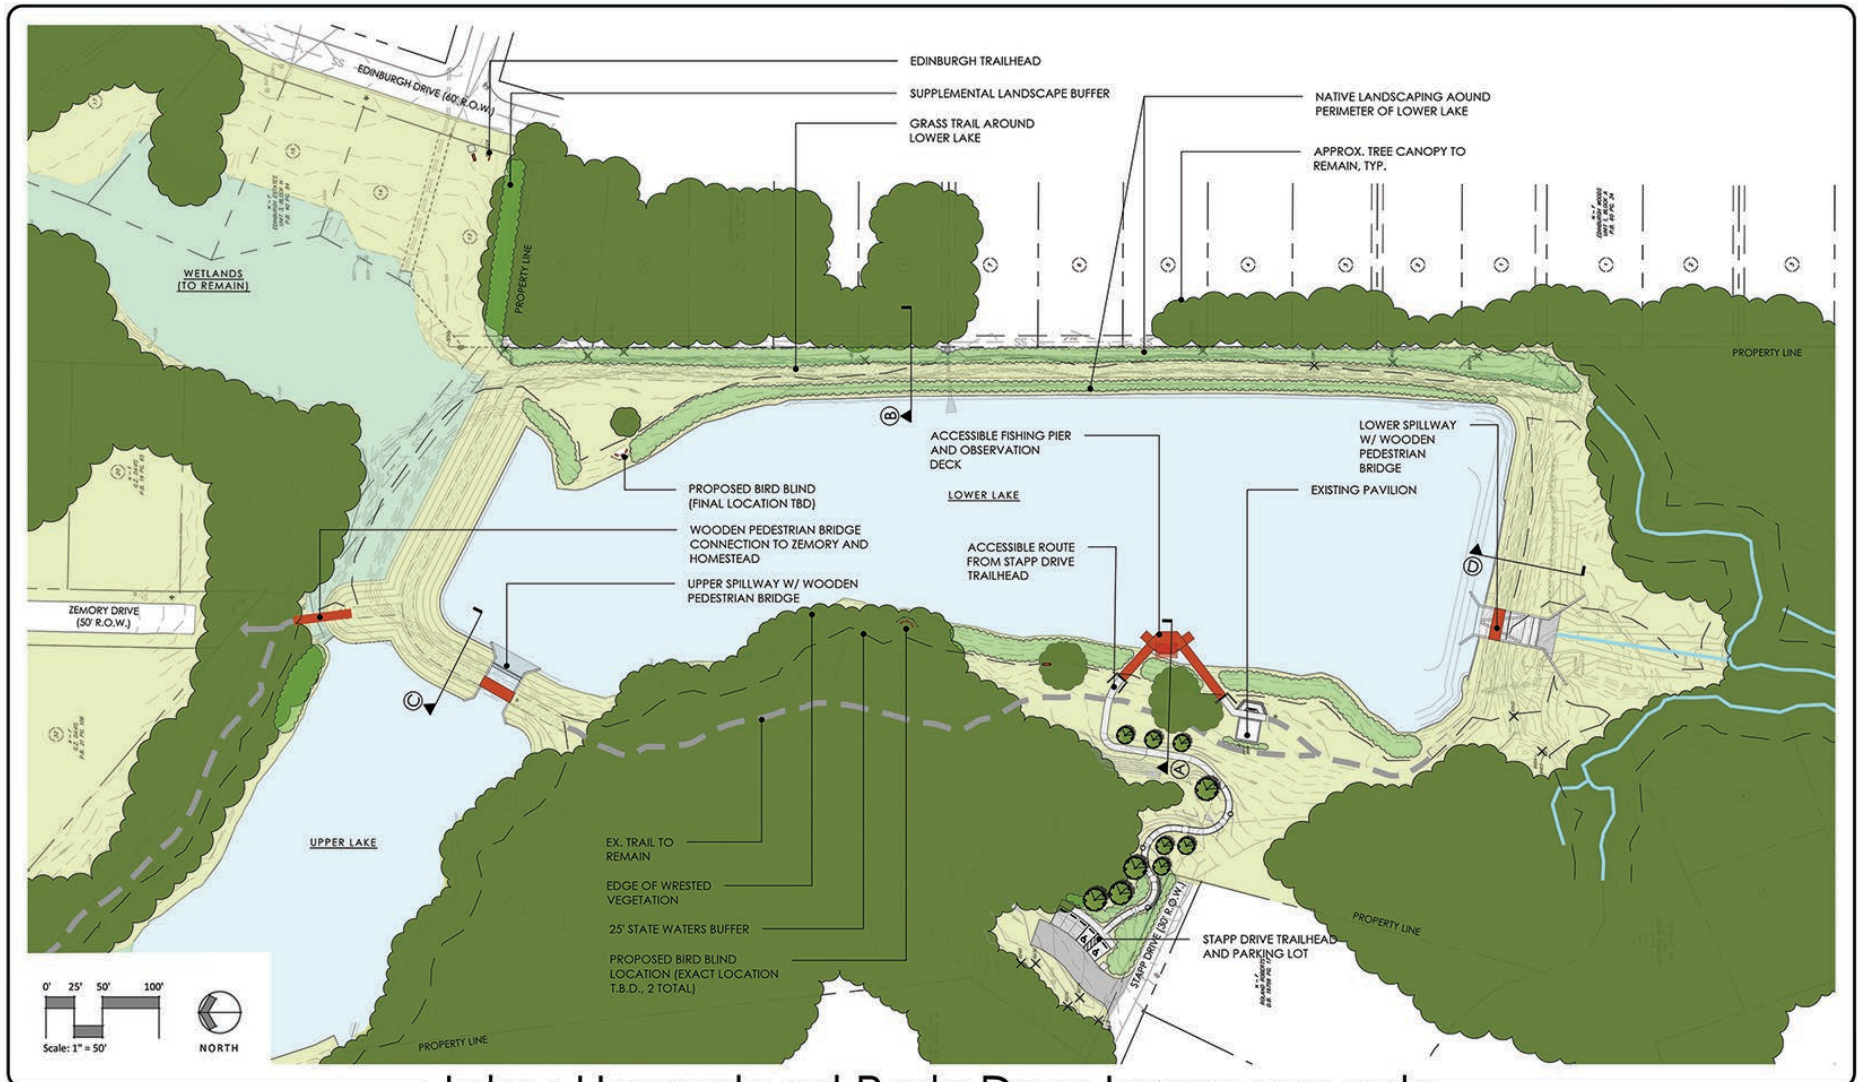 EDINBURGH DRIVE (60' R.O.W.)
EDINBURGH TRAILHEAD
SUPPLEMENTAL LANDSCAPE BUFFER
GRASS TRAIL AROUND
LOWER LAKE
NATIVE LANDSCAPING AOUND
PERIMETER OF LOWER LAKE
APPROX. TREE CANOPY TO
REMAIN, TYP.
WETLANDS
(TO REMAIN)
PROPERTY LINE
PROPERTY LINE
B
ACCESSIBLE FISHING PIER
AND OBSERVATION
DECK
LOWER SPILLWAY
W/ WOODEN
PEDESTRIAN
BRIDGE
PROPOSED BIRD BLIND
(FINAL LOCATION TBD)
LOWER LAKE
EXISTING PAVILION
WOODEN PEDESTRIAN BRIDGE
CONNECTION TO ZEMORY AND
HOMESTEAD
ACCESSIBLE ROUTE
FROM STAPP DRIVE
TRAILHEAD
D
UPPER SPILLWAY W/ WOODEN
PEDESTRIAN BRIDGE
ZEMORY DRIVE
(50' R.O.W.)
C
A
UPPER LAKE
EX. TRAIL TO
REMAIN
EDGE OF WRESTED
VEGETATION
25' STATE WATERS BUFFER
PROPOSED BIRD BLIND
LOCATION (EXACT LOCATION
T.B.D., 2 TOTAL)
STAPP DRIVE (30' R.O.W.)
STAPP DRIVE TRAILHEAD
AND PARKING LOT
PROPERTY LINE
PROPERTY LINE
0' 25' 50' 100'
Scale: 1" = 50'
NORTH